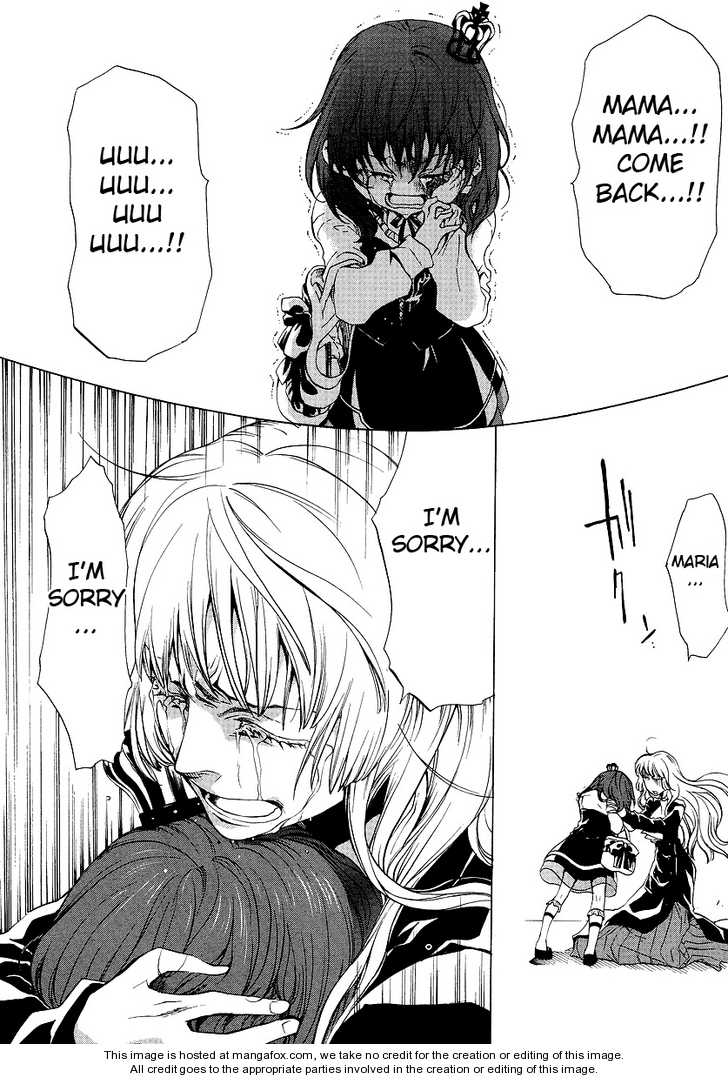 MAMA...
MAMA...!!
COME
BACK...!!
UUU...
UUU...
UUU
UUU...!!
MARIA
...
I'M
SORRY...
I'M
SORRY
...
This image is hosted at mangafox.com, we take no credit for the creation or editing of this image.
All credit goes to the appropriate parties involved in the creation or editing of this image.